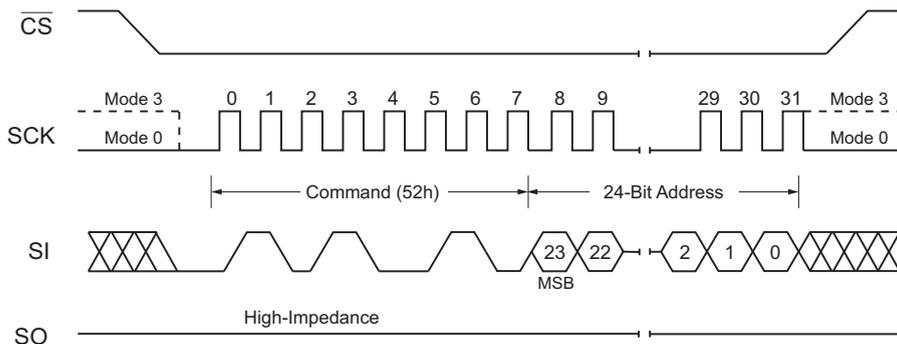 CS
Mode 3 0 1 2 3 4 5 6 7 8 9 29 30 31 Mode 3
SCK
Mode 0 Mode 0
Command (52h) 24-Bit Address
SI 23 22 2 1 0
MSB
High-Impedance
SO